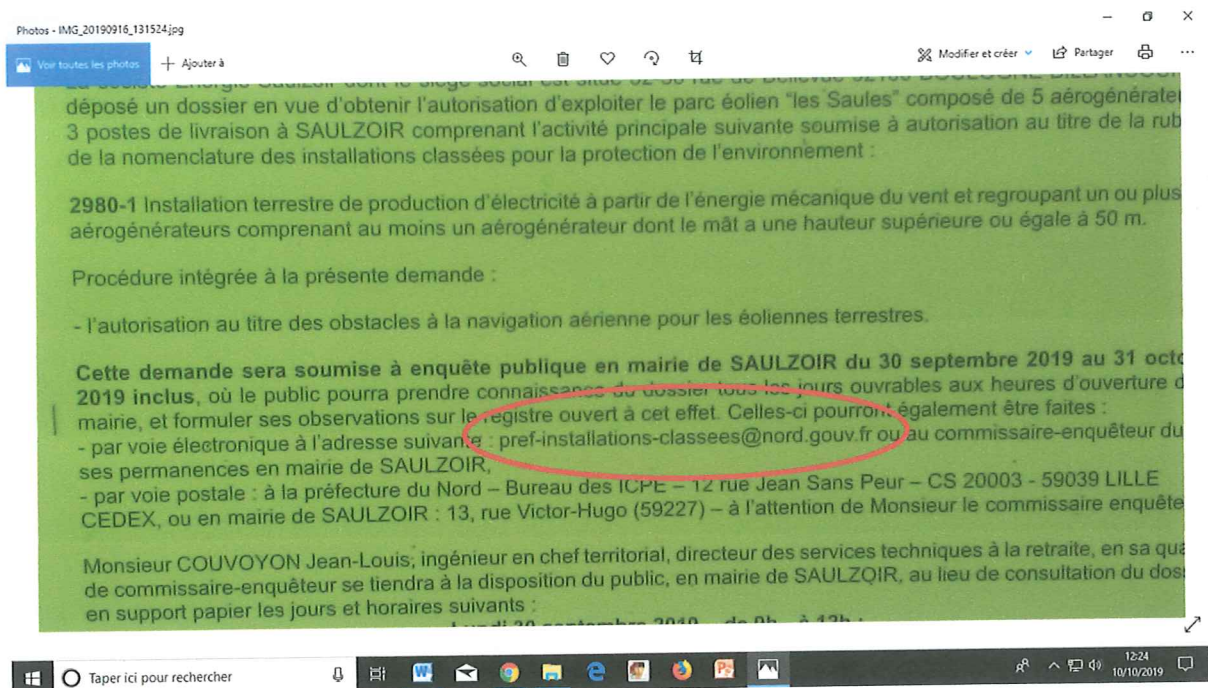 Photos - IMG_20190916_131524.jpg
Voir toutes les photos + Ajouter à Modifier et créer Partager
déposé un dossier en vue d'obtenir l'autorisation d'exploiter le parc éolien "les Saules" composé de 5 aérogénérate
3 postes de livraison à SAULZOIR comprenant l'activité principale suivante soumise à autorisation au titre de la rub
de la nomenclature des installations classées pour la protection de l'environnement :
2980-1 Installation terrestre de production d'électricité à partir de l'énergie mécanique du vent et regroupant un ou plus
aérogénérateurs comprenant au moins un aérogénérateur dont le mât a une hauteur supérieure ou égale à 50 m.
Procédure intégrée à la présente demande :
- l'autorisation au titre des obstacles à la navigation aérienne pour les éoliennes terrestres.
Cette demande sera soumise à enquête publique en mairie de SAULZOIR du 30 septembre 2019 au 31 octo
2019 inclus, où le public pourra prendre connaissance du dossier tous les jours ouvrables aux heures d'ouverture d
mairie, et formuler ses observations sur le registre ouvert à cet effet. Celles-ci pourront également être faites :
- par voie électronique à l'adresse suivante : pref-installations-classees@nord.gouv.fr ou au commissaire-enquêteur du
ses permanences en mairie de SAULZOIR,
- par voie postale : à la préfecture du Nord – Bureau des ICPE – 12 rue Jean Sans Peur – CS 20003 - 59039 LILLE
CEDEX, ou en mairie de SAULZOIR : 13, rue Victor-Hugo (59227) – à l'attention de Monsieur le commissaire enquête
Monsieur COUVOYON Jean-Louis, ingénieur en chef territorial, directeur des services techniques à la retraite, en sa qua
de commissaire-enquêteur se tiendra à la disposition du public, en mairie de SAULZOIR, au lieu de consultation du dos
en support papier les jours et horaires suivants :
Lundi 30 septembre 2019 de 9h à 12h :
Taper ici pour rechercher
12:24
10/10/2019